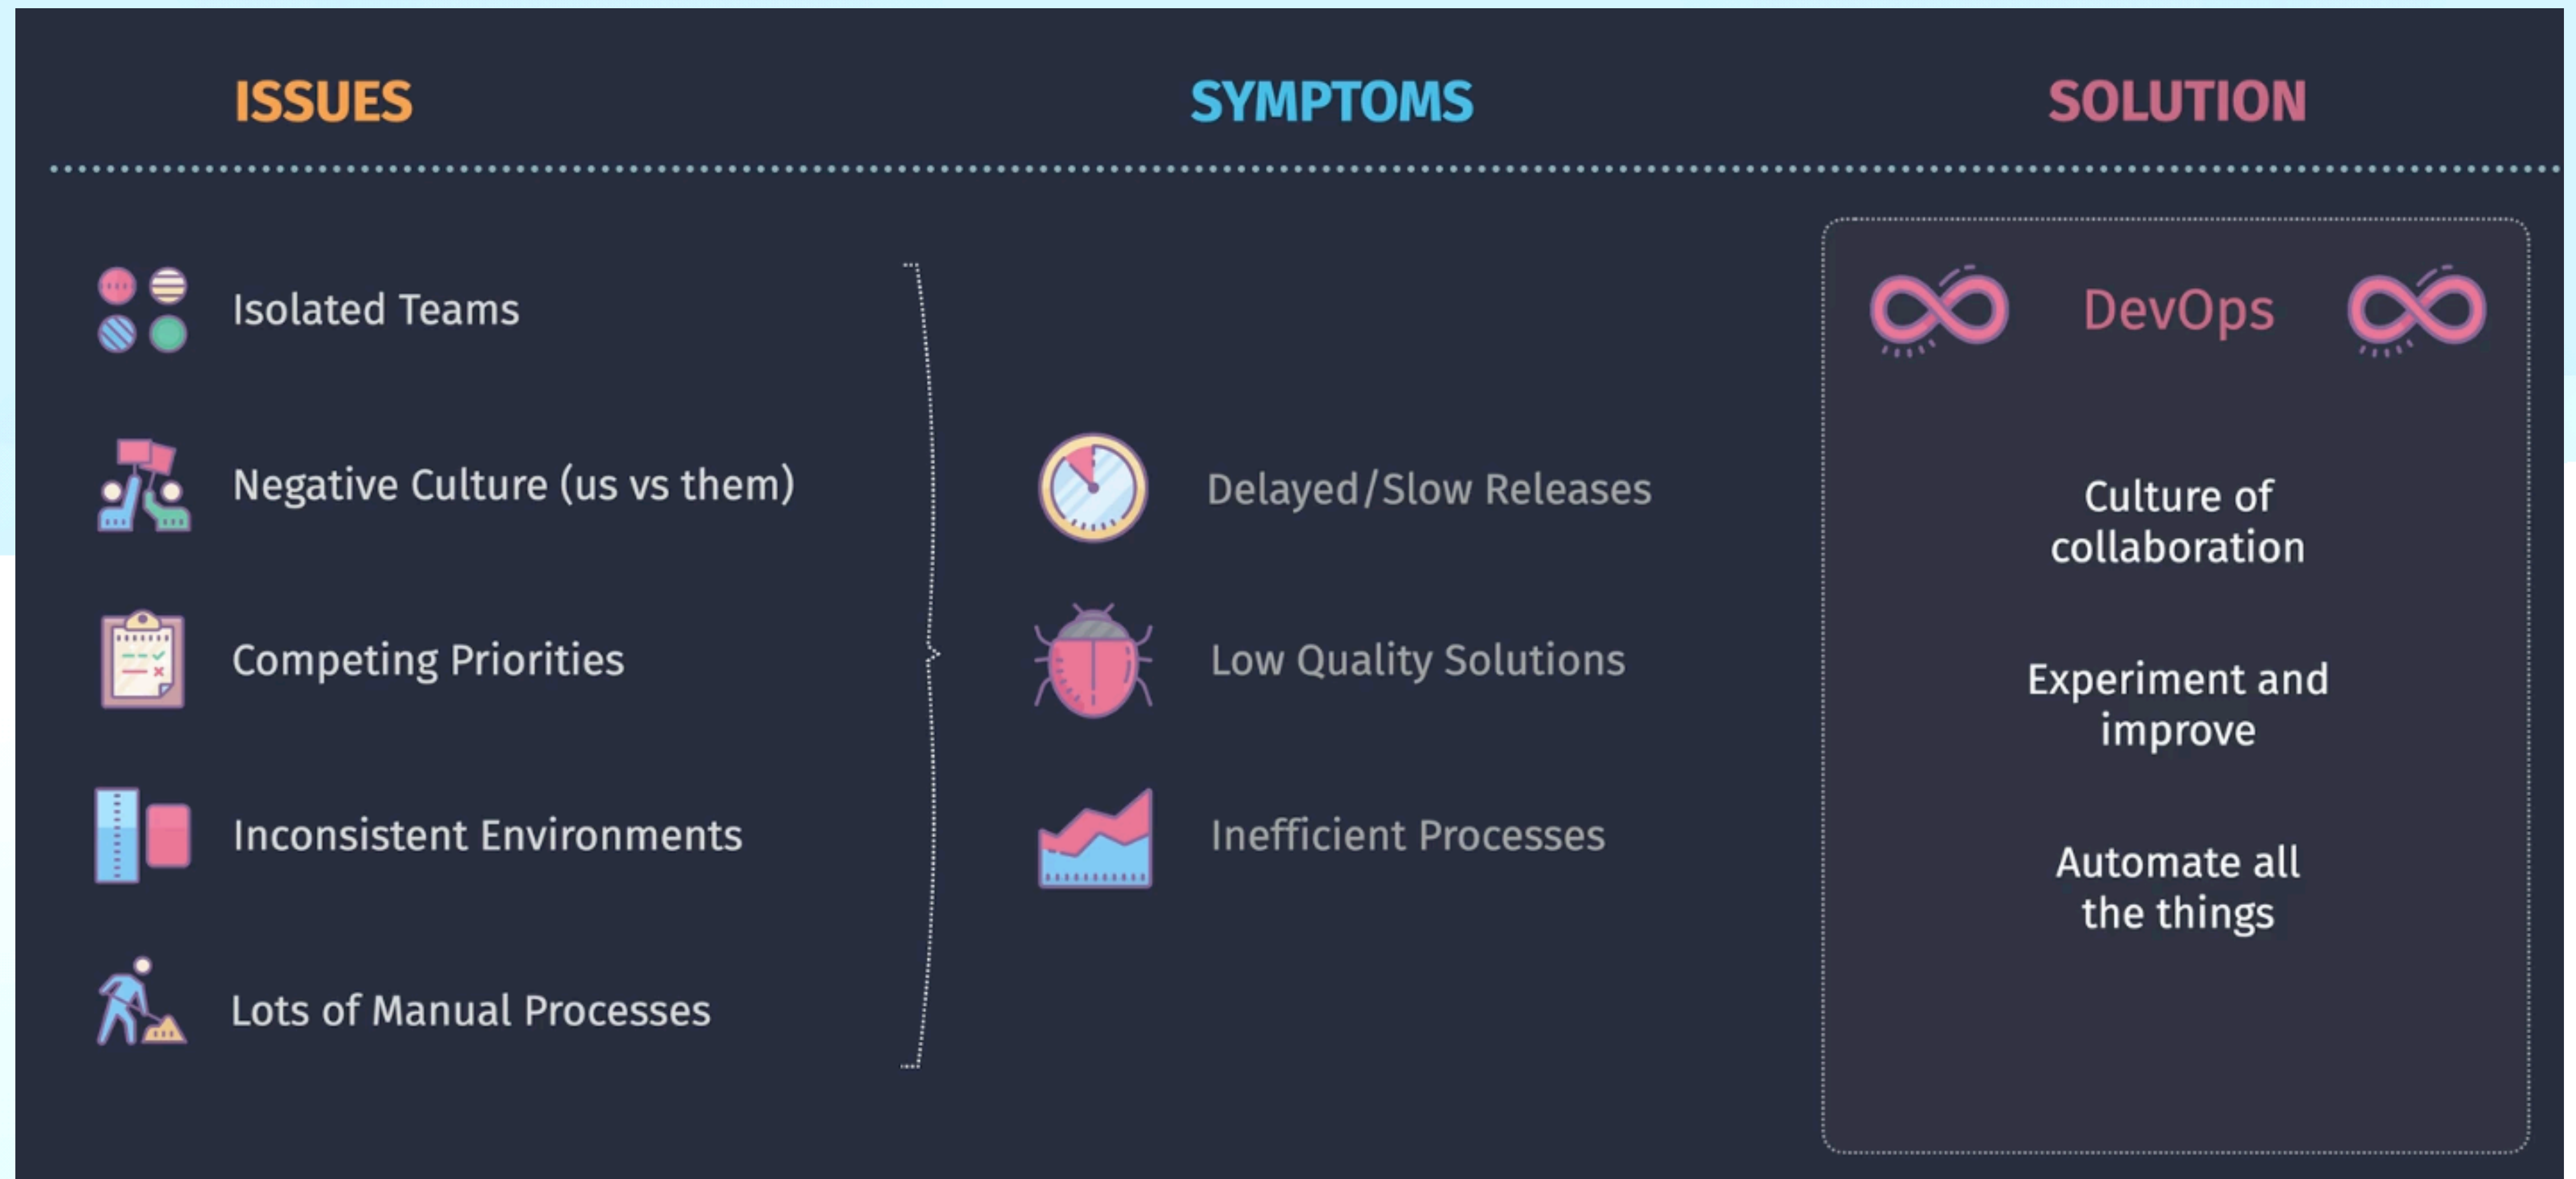 ISSUES
SYMPTOMS
SOLUTION
Isolated Teams
Negative Culture (us vs them)
Competing Priorities
Inconsistent Environments
Lots of Manual Processes
Delayed/Slow Releases
Low Quality Solutions
Inefficient Processes
DevOps
Culture of
collaboration
Experiment and
improve
Automate all
the things